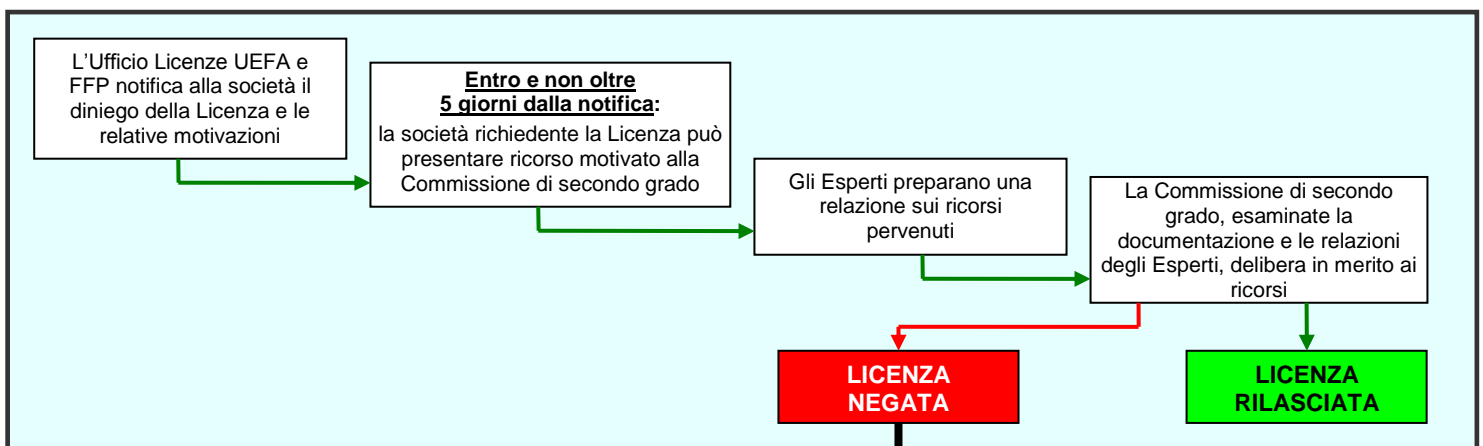 L'Ufficio Licenze UEFA e
FFP notifica alla società il
diniego della Licenza e le
relative motivazioni
Entro e non oltre
5 giorni dalla notifica:
la società richiedente la Licenza può
presentare ricorso motivato alla
Commissione di secondo grado
Gli Esperti preparano una
relazione sui ricorsi
pervenuti
La Commissione di secondo
grado, esaminate la
documentazione e le relazioni
degli Esperti, delibera in merito ai
ricorsi
LICENZA
NEGATA
LICENZA
RILASCIATA